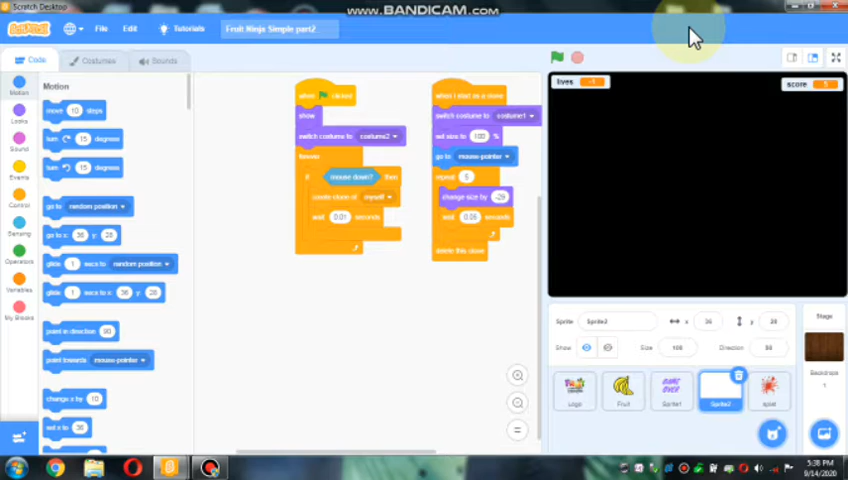 Scratch Desktop
www.BANDICAM.com
SCRATCH
File
Edit
Tutorials
Fruit Ninja Simple part2
Code
Costumes
Sounds
Motion
Looks
Sound
Events
Control
Sensing
Operators
Variables
My Blocks
Motion
move 10 steps
turn 15 degrees
turn 15 degrees
go to random position
go to x: 36 y: 28
glide 1 secs to random position
glide 1 secs to x: 36 y: 28
point in direction 90
point towards mouse-pointer
change x by 10
set x to 36
when clicked
show
switch costume to costume2
forever
if mouse down? then
create clone of myself
wait 0.01 seconds
when I start as a clone
switch costume to costume1
set size to 100 %
go to mouse-pointer
repeat 5
change size by -29
wait 0.05 seconds
delete this clone
lives
score
Sprite
Sprite2
x 36
y 28
Show
Size
Direction
Stage
Backdrops
1
Logo
Fruit
GAME OVER
Sprite1
Sprite2
5:38 PM
9/14/2020